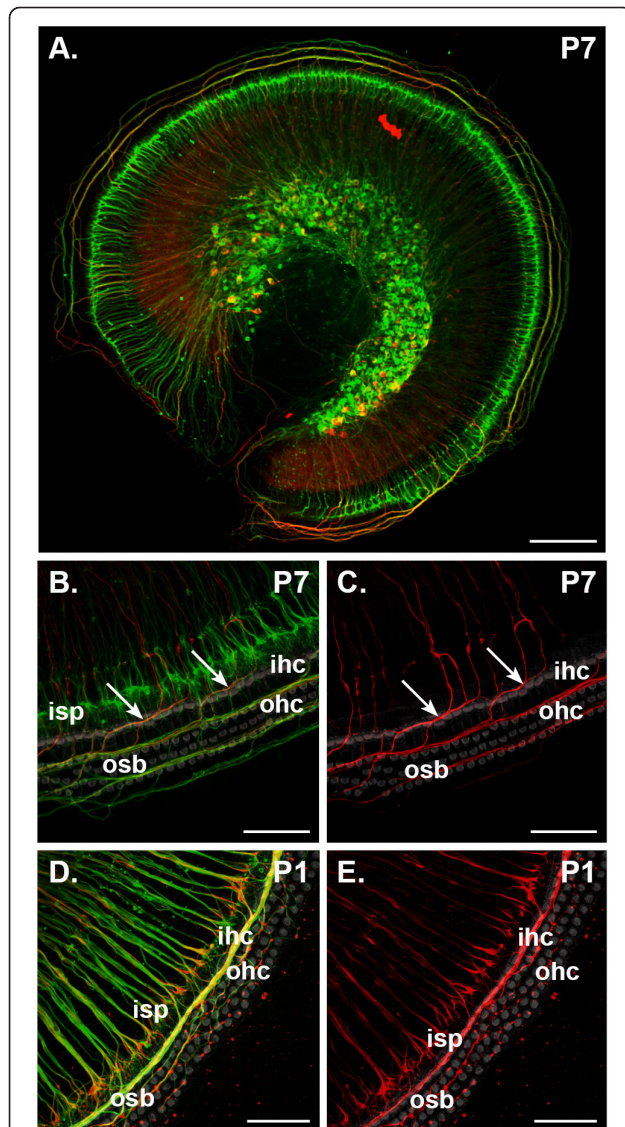 A. P7
B. P7
isp
ihc
ohc
osb
C. P7
ihc
ohc
osb
D. P1
ihc
ohc
isp
osb
E. P1
ihc
ohc
isp
osb